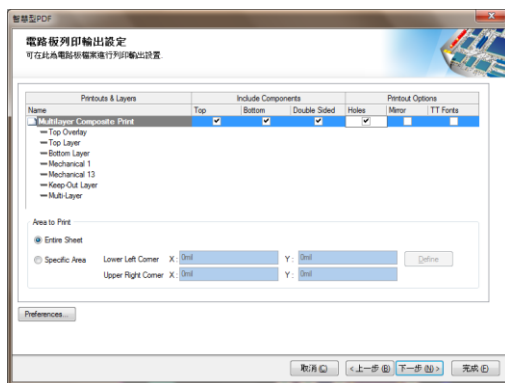 智慧型PDF
電路板列印輸出設定
可在此為電路板檔案進行列印輸出設置.
Printouts & Layers Include Components Printout Options
Name Top Bottom Double Sided Holes Mirror TT Fonts
Multilayer Composite Print
Top Overlay
Top Layer
Bottom Layer
Mechanical 1
Mechanical 13
Keep-Out Layer
Multi-Layer
Area to Print
Entire Sheet
Specific Area Lower Left Corner X : 0mil Y : 0mil Define
Upper Right Corner X : 0mil Y : 0mil
Preferences...
取消(C) <上一步(B) 下一步(N)> 完成(F)